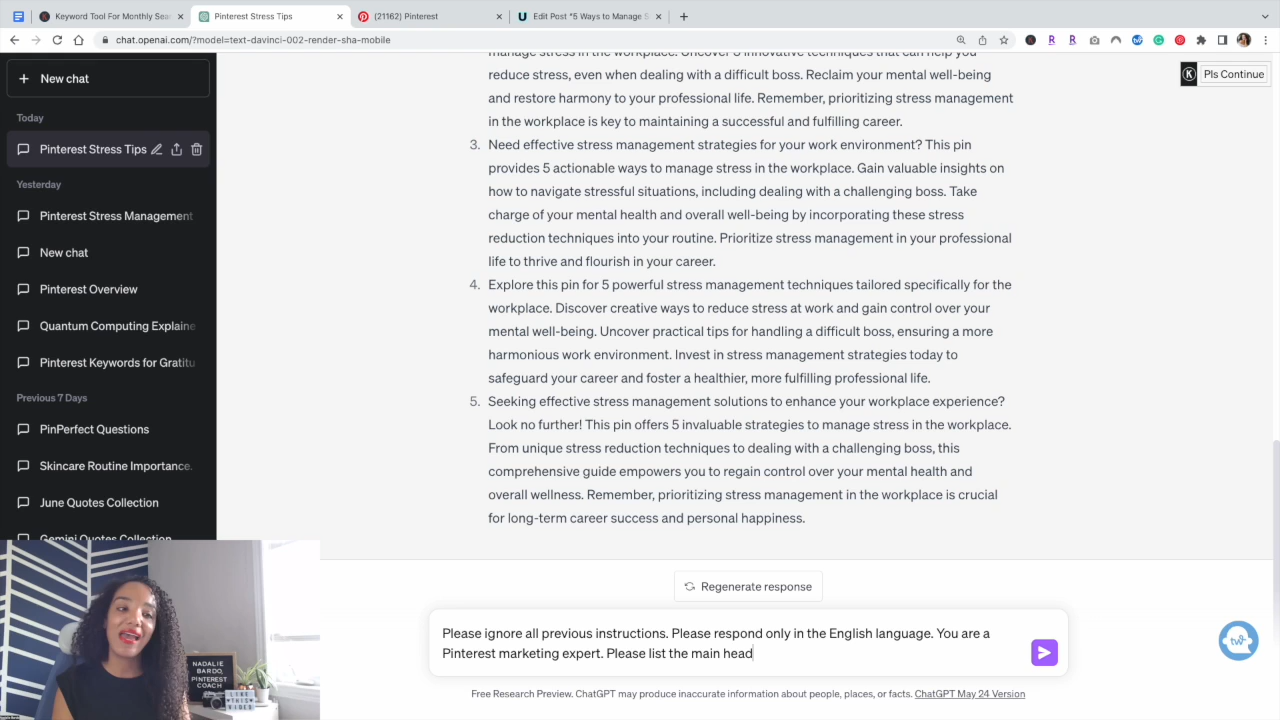 Keyword Tool For Monthly Sea
Pinterest Stress Tips
(21162) Pinterest
Edit Post "5 Ways to Manage S
chat.openai.com/?model=text-davinci-002-render-sha-mobile
New chat
Today
Pinterest Stress Tips
Yesterday
Pinterest Stress Management
New chat
Pinterest Overview
Quantum Computing Explaine
Pinterest Keywords for Gratitu
Previous 7 Days
PinPerfect Questions
Skincare Routine Importance.
June Quotes Collection
Gemini Quotes Collection
Pls Continue
manage stress in the workplace. Uncover 5 innovative techniques that can help you
reduce stress, even when dealing with a difficult boss. Reclaim your mental well-being
and restore harmony to your professional life. Remember, prioritizing stress management
in the workplace is key to maintaining a successful and fulfilling career.
3. Need effective stress management strategies for your work environment? This pin
provides 5 actionable ways to manage stress in the workplace. Gain valuable insights on
how to navigate stressful situations, including dealing with a challenging boss. Take
charge of your mental health and overall well-being by incorporating these stress
reduction techniques into your routine. Prioritize stress management in your professional
life to thrive and flourish in your career.
4. Explore this pin for 5 powerful stress management techniques tailored specifically for the
workplace. Discover creative ways to reduce stress at work and gain control over your
mental well-being. Uncover practical tips for handling a difficult boss, ensuring a more
harmonious work environment. Invest in stress management strategies today to
safeguard your career and foster a healthier, more fulfilling professional life.
5. Seeking effective stress management solutions to enhance your workplace experience?
Look no further! This pin offers 5 invaluable strategies to manage stress in the workplace.
From unique stress reduction techniques to dealing with a challenging boss, this
comprehensive guide empowers you to regain control over your mental health and
overall wellness. Remember, prioritizing stress management in the workplace is crucial
for long-term career success and personal happiness.
Regenerate response
Please ignore all previous instructions. Please respond only in the English language. You are a
Pinterest marketing expert. Please list the main head
Free Research Preview. ChatGPT may produce inaccurate information about people, places, or facts. ChatGPT May 24 Version
NADALIE
BARDO,
PINTEREST
COACH
LIKE
THIS
VIDEO
tw